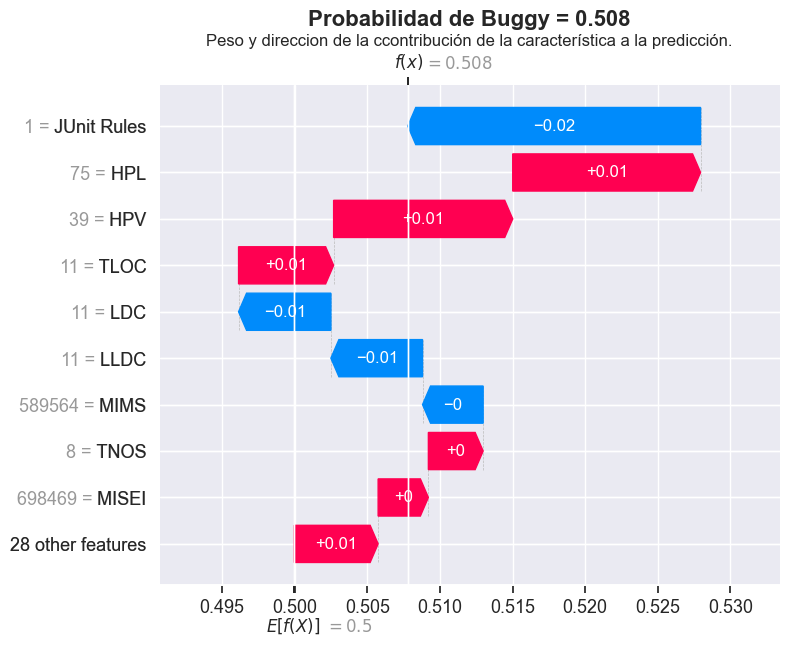 Probabilidad de Buggy = 0.508
Peso y direccion de la ccontribución de la característica a la predicción.
f(x) = 0.508
1 = JUnit Rules
−0.02
75 = HPL
+0.01
39 = HPV
+0.01
11 = TLOC
+0.01
11 = LDC
−0.01
11 = LLDC
−0.01
589564 = MIMS
−0
8 = TNOS
+0
698469 = MISEI
+0
28 other features
+0.01
0.495 0.500 0.505 0.510 0.515 0.520 0.525 0.530
E[f(X)] = 0.5